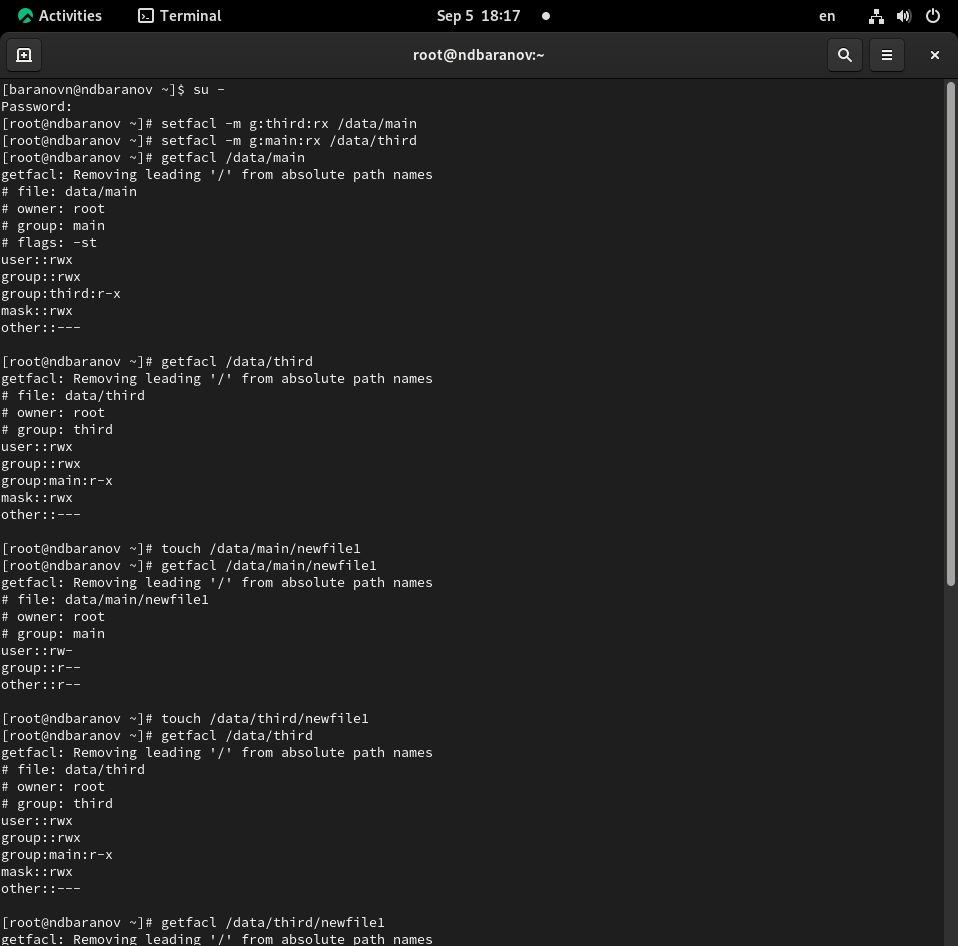 Activities Terminal Sep 5 18:17 en
root@ndbaranov:~
[baranovn@ndbaranov ~]$ su -
Password:
[root@ndbaranov ~]# setfacl -m g:third:rx /data/main
[root@ndbaranov ~]# setfacl -m g:main:rx /data/third
[root@ndbaranov ~]# getfacl /data/main
getfacl: Removing leading '/' from absolute path names
# file: data/main
# owner: root
# group: main
# flags: -st
user::rwx
group::rwx
group:third:r-x
mask::rwx
other::---

[root@ndbaranov ~]# getfacl /data/third
getfacl: Removing leading '/' from absolute path names
# file: data/third
# owner: root
# group: third
user::rwx
group::rwx
group:main:r-x
mask::rwx
other::---

[root@ndbaranov ~]# touch /data/main/newfile1
[root@ndbaranov ~]# getfacl /data/main/newfile1
getfacl: Removing leading '/' from absolute path names
# file: data/main/newfile1
# owner: root
# group: main
user::rw-
group::r--
other::r--

[root@ndbaranov ~]# touch /data/third/newfile1
[root@ndbaranov ~]# getfacl /data/third
getfacl: Removing leading '/' from absolute path names
# file: data/third
# owner: root
# group: third
user::rwx
group::rwx
group:main:r-x
mask::rwx
other::---

[root@ndbaranov ~]# getfacl /data/third/newfile1
getfacl: Removing leading '/' from absolute path names